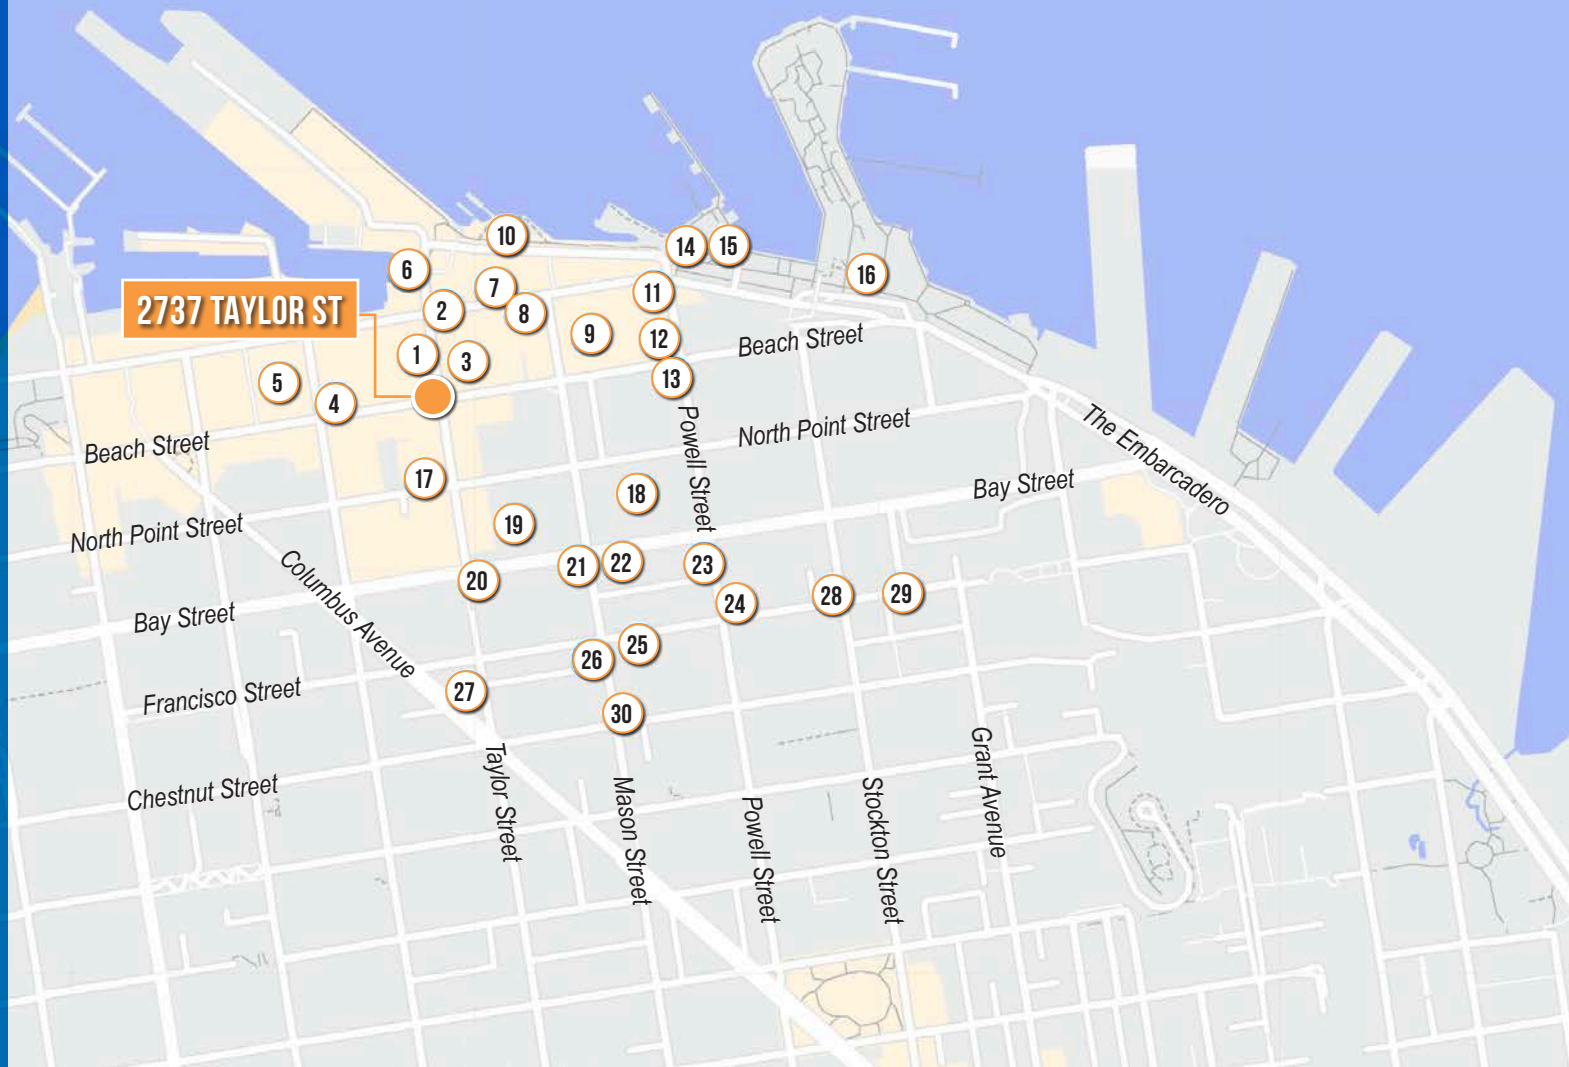 10
14
15
6
16
7
11
2737 TAYLOR ST
2
8
9
12
Beach Street
1
3
13
5
4
Powell Street
North Point Street
The Embarcadero
Beach Street
17
18
Bay Street
North Point Street
19
Columbus Avenue
21
22
23
20
24
28
29
Bay Street
25
26
Francisco Street
27
30
Chestnut Street
Taylor Street
Mason Street
Powell Street
Stockton Street
Grant Avenue